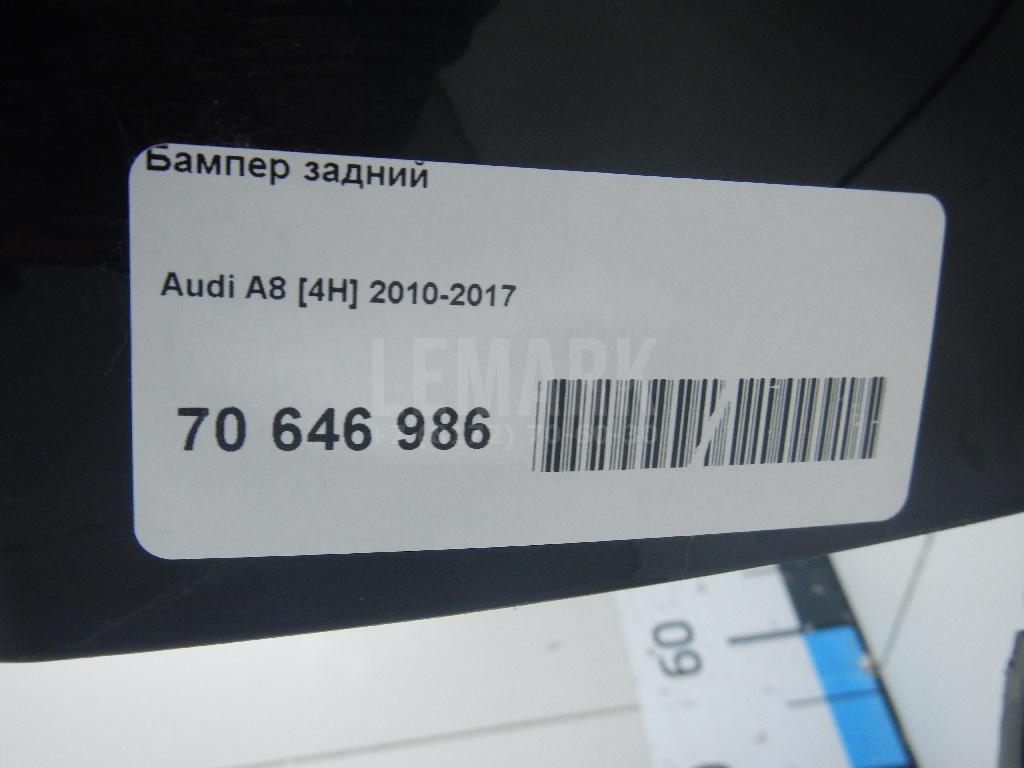 Бампер задний
Audi A8 [4H] 2010-2017
LEMARK
70 646 986
60